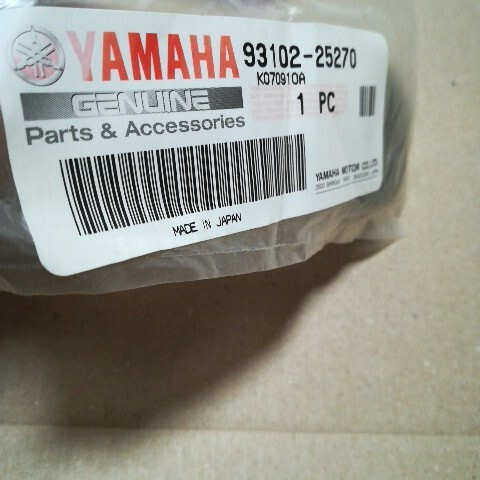 YAMAHA 93102-25270
K070910A
GENUINE 1 PC
Parts & Accessories
YAMAHA MOTOR CO.,LTD.
MADE IN JAPAN